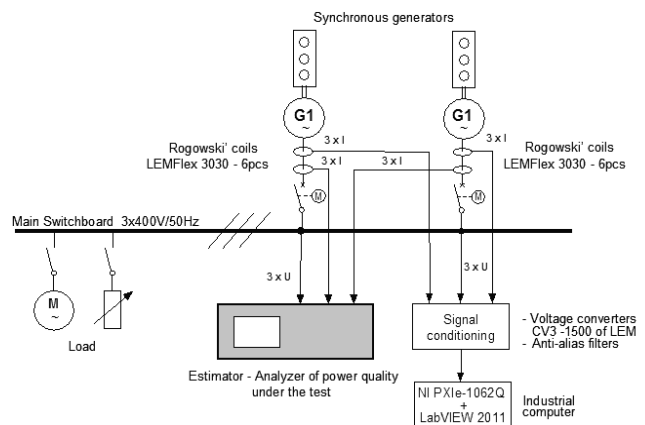 Synchronous generators
G1
~
G1
~
3 x I
3 x I
Rogowski' coils
LEMFlex 3030 - 6pcs
3 x I
3 x I
Rogowski' coils
LEMFlex 3030 - 6pcs
M
M
Main Switchboard 3x400V/50Hz
3 x U
3 x U
M
~
Load
Signal
conditioning
- Voltage converters
CV3 -1500 of LEM
- Anti-alias filters
Estimator - Analyzer of power quality
under the test
NI PXIe-1062Q
+
LabVIEW 2011
Industrial
computer